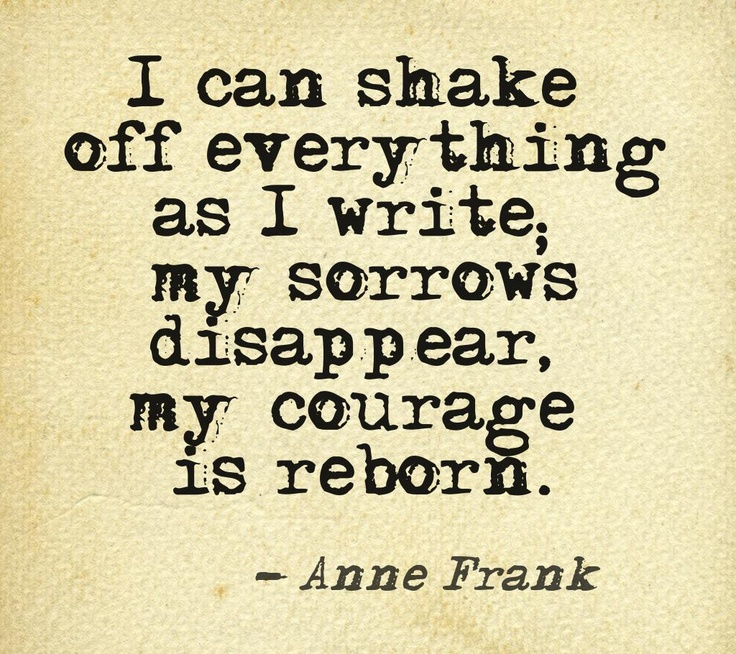 I can shake
off everything
as I write;
my sorrows
disappear,
my courage
is reborn.
– Anne Frank